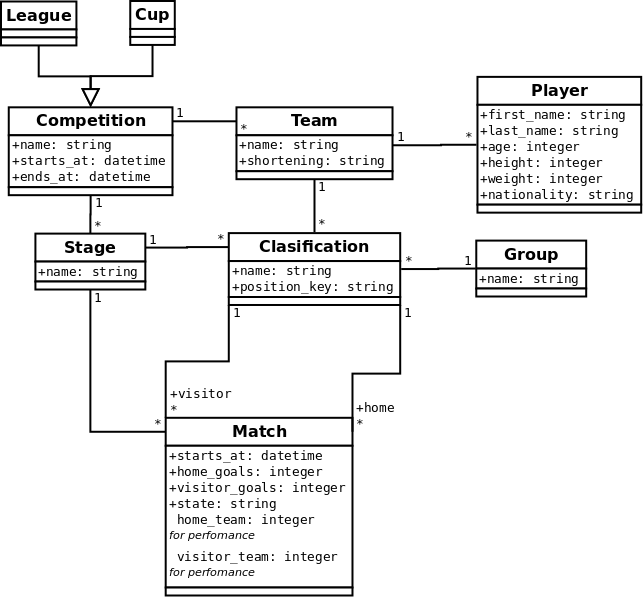 League
Cup
Competition
+name: string
+starts_at: datetime
+ends_at: datetime
1
*
Team
+name: string
+shortening: string
1
*
Player
+first_name: string
+last_name: string
+age: integer
+height: integer
+weight: integer
+nationality: string
1
*
1
*
Stage
+name: string
1
*
Clasification
+name: string
+position_key: string
*
1
Group
+name: string
1
1
1
+visitor
*
+home
*
*
Match
+starts_at: datetime
+home_goals: integer
+visitor_goals: integer
+state: string
home_team: integer
for perfomance
visitor_team: integer
for perfomance